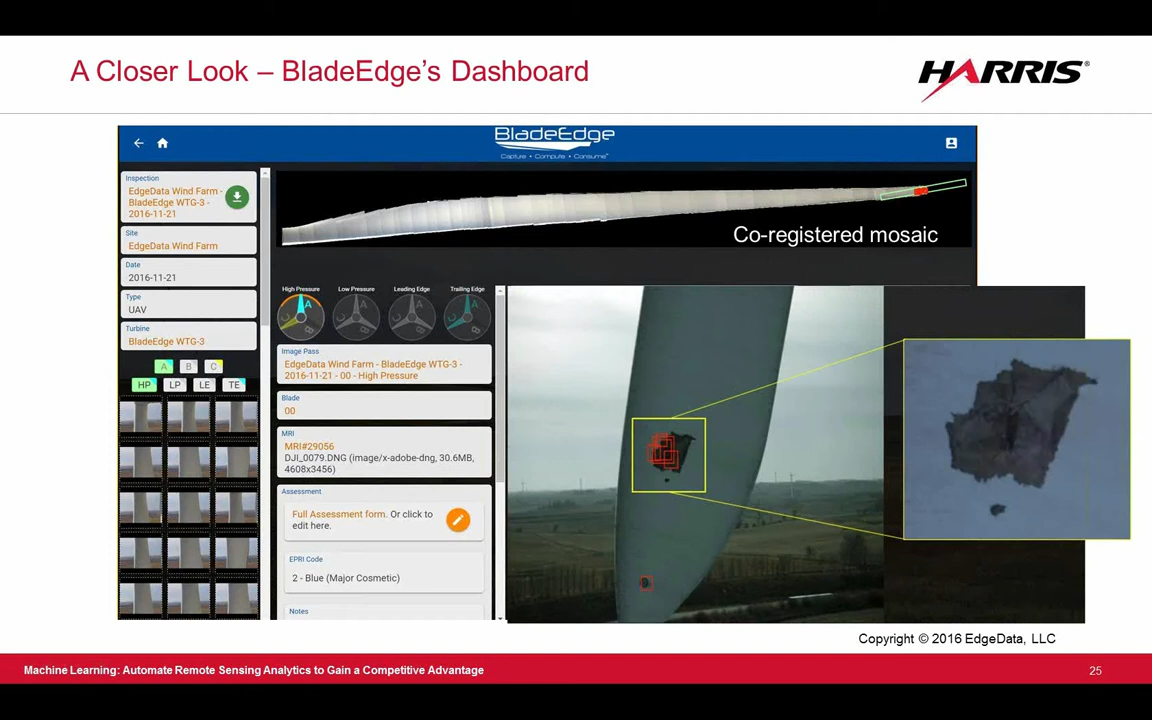 A Closer Look – BladeEdge's Dashboard
HARRIS®
BladeEdge
Capture • Compute • Consume™
Inspection
EdgeData Wind Farm -
BladeEdge WTG-3 -
2016-11-21
Site
EdgeData Wind Farm
Date
2016-11-21
Type
UAV
Turbine
BladeEdge WTG-3
A B C
HP LP LE TE
Co-registered mosaic
High Pressure Low Pressure Leading Edge Trailing Edge
A C B
A C B
A C B
A C B
Image Pass
EdgeData Wind Farm - BladeEdge WTG-3 -
2016-11-21 - 00 - High Pressure
Blade
00
MRI
MRI#29056
DJI_0079.DNG (image/x-adobe-dng, 30.6MB,
4608x3456)
Assessment
Full Assessment form. Or click to
edit here.
EPRI Code
2 - Blue (Major Cosmetic)
Notes
Copyright © 2016 EdgeData, LLC
Machine Learning: Automate Remote Sensing Analytics to Gain a Competitive Advantage
25